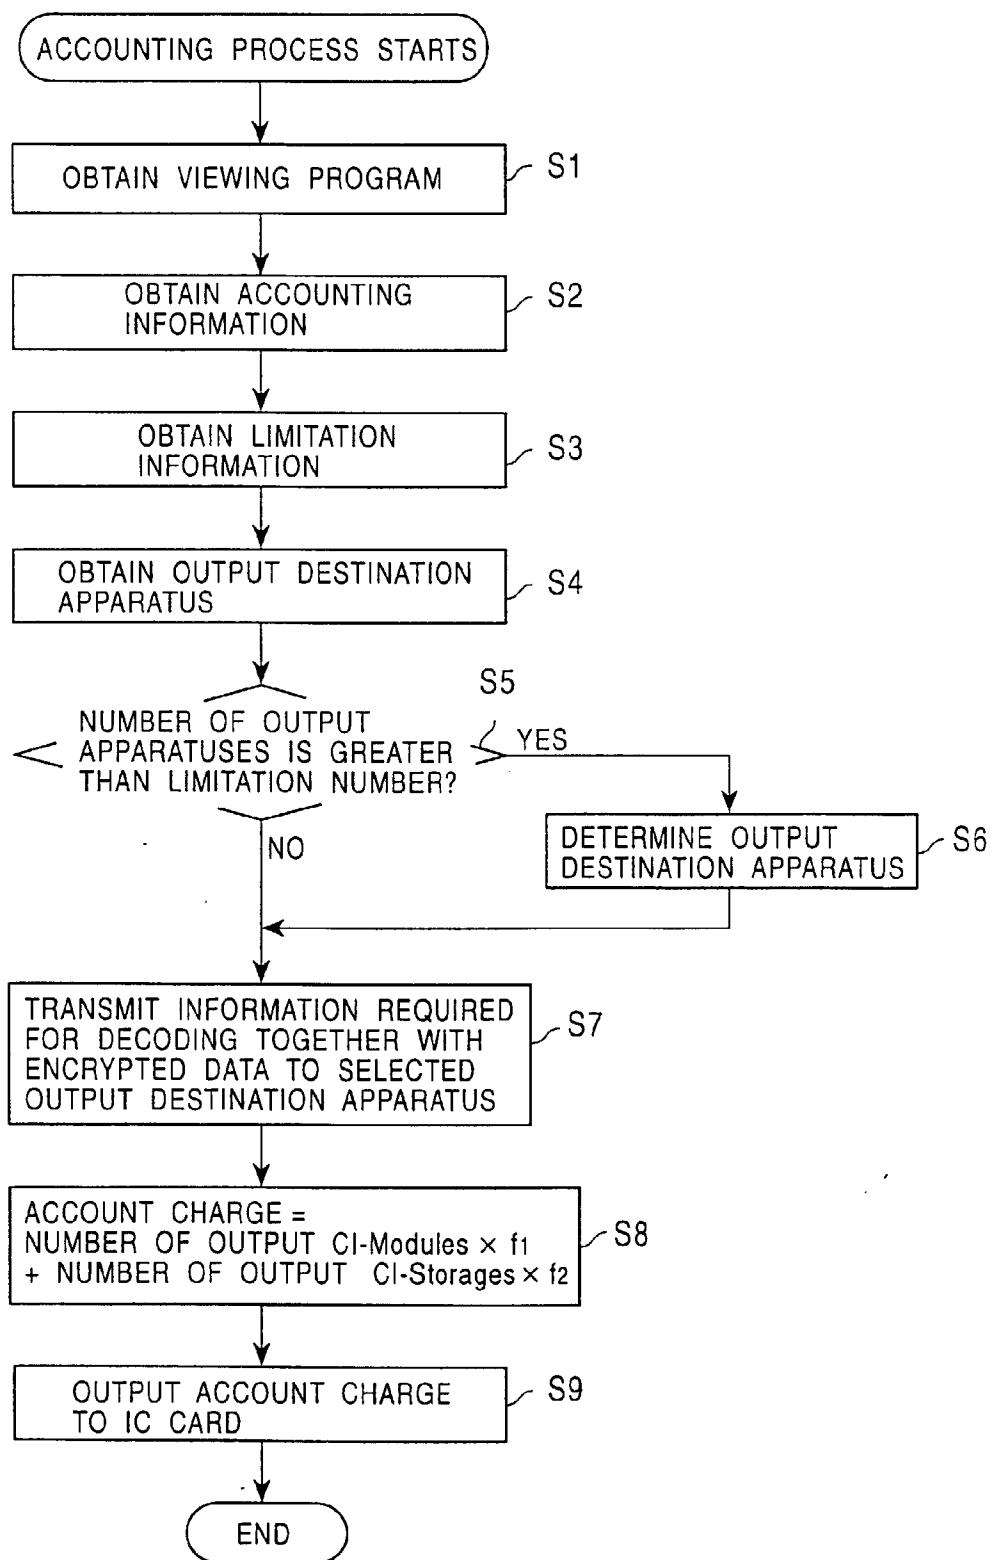 ACCOUNTING PROCESS STARTS
OBTAIN VIEWING PROGRAM
S1
OBTAIN ACCOUNTING
INFORMATION
S2
OBTAIN LIMITATION
INFORMATION
S3
OBTAIN OUTPUT DESTINATION
APPARATUS
S4
S5
NUMBER OF OUTPUT
APPARATUSES IS GREATER
THAN LIMITATION NUMBER?
YES
NO
DETERMINE OUTPUT
DESTINATION APPARATUS
S6
TRANSMIT INFORMATION REQUIRED
FOR DECODING TOGETHER WITH
ENCRYPTED DATA TO SELECTED
OUTPUT DESTINATION APPARATUS
S7
ACCOUNT CHARGE =
NUMBER OF OUTPUT CI-Modules × f1
+ NUMBER OF OUTPUT CI-Storages × f2
S8
OUTPUT ACCOUNT CHARGE
TO IC CARD
S9
END